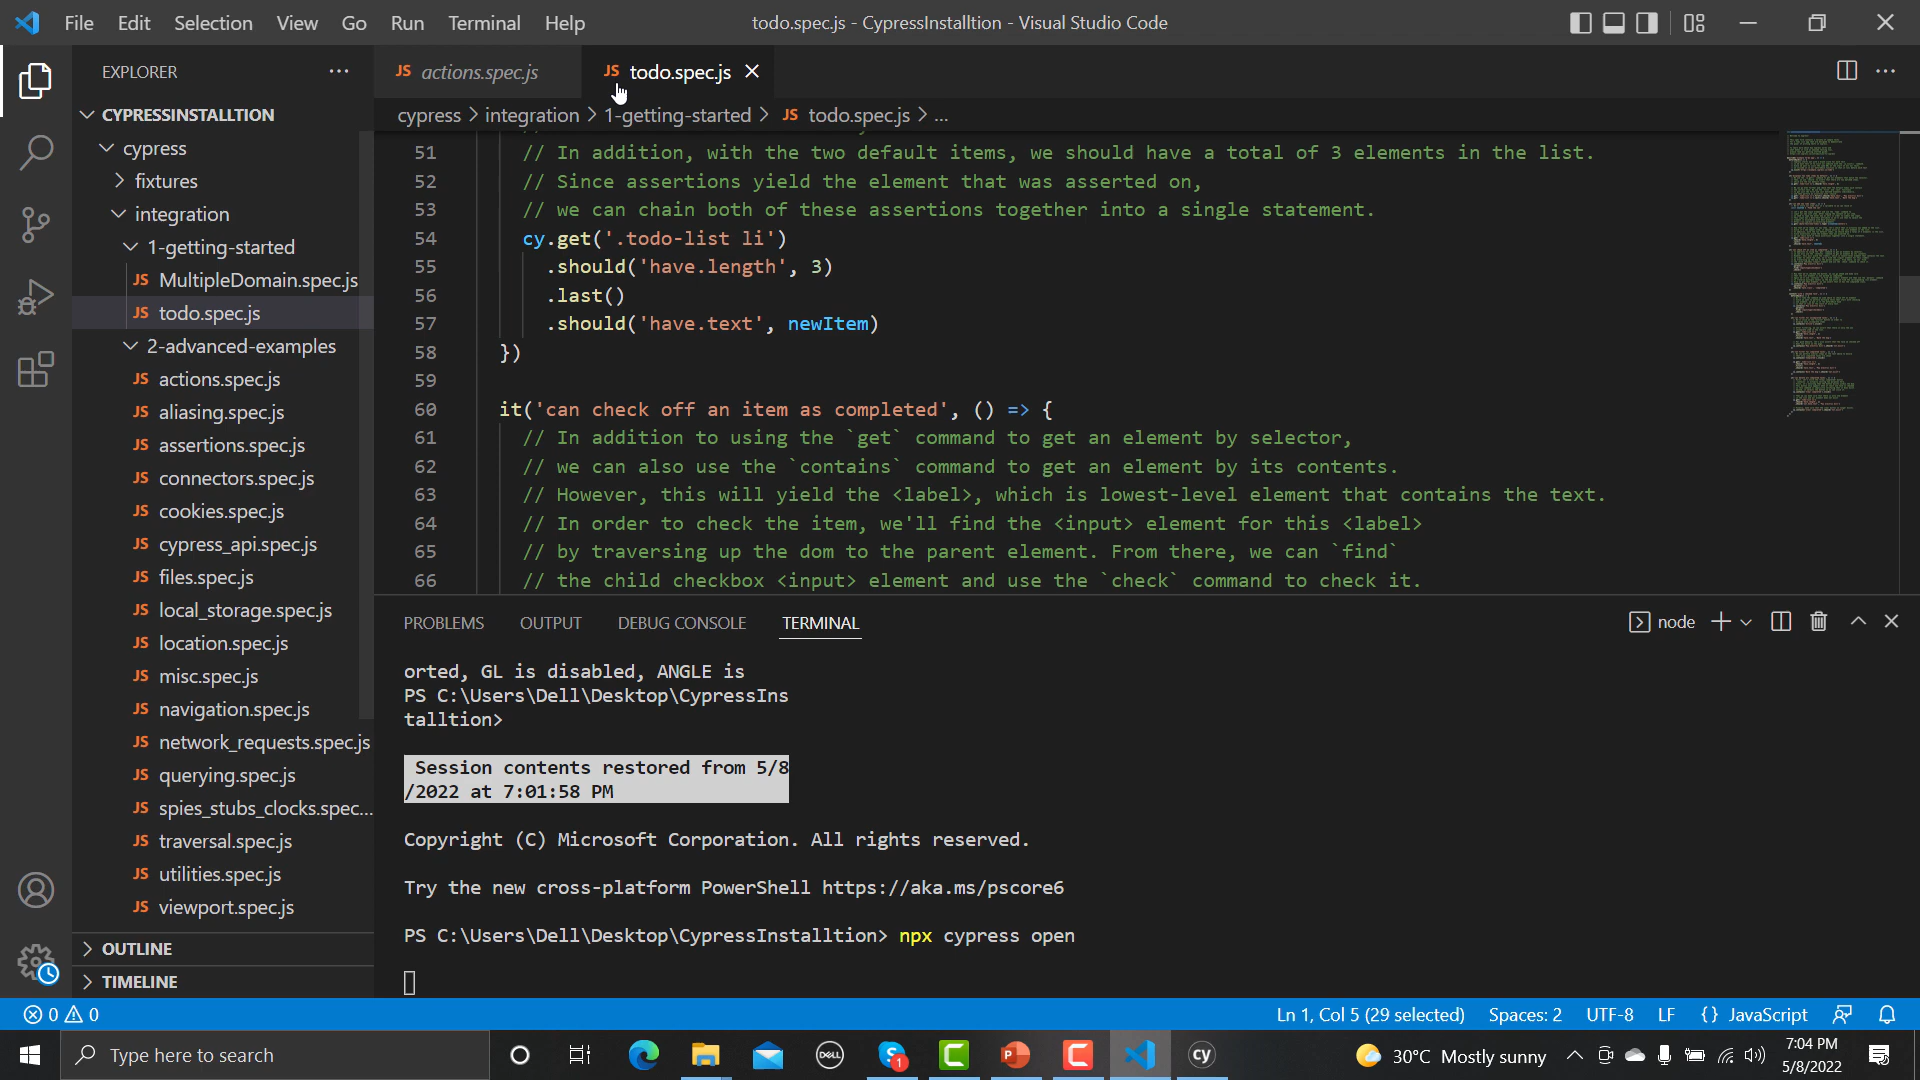 File Edit Selection View Go Run Terminal Help
todo.spec.js - CypressInstalltion - Visual Studio Code
EXPLORER
CYPRESSINSTALLTION
cypress
fixtures
integration
1-getting-started
JS MultipleDomain.spec.js
JS todo.spec.js
2-advanced-examples
JS actions.spec.js
JS aliasing.spec.js
JS assertions.spec.js
JS connectors.spec.js
JS cookies.spec.js
JS cypress_api.spec.js
JS files.spec.js
JS local_storage.spec.js
JS location.spec.js
JS misc.spec.js
JS navigation.spec.js
JS network_requests.spec.js
JS querying.spec.js
JS spies_stubs_clocks.spec...
JS traversal.spec.js
JS utilities.spec.js
JS viewport.spec.js
OUTLINE
TIMELINE
JS actions.spec.js
JS todo.spec.js
cypress > integration > 1-getting-started > JS todo.spec.js > ...
51 // In addition, with the two default items, we should have a total of 3 elements in the list.
52 // Since assertions yield the element that was asserted on,
53 // we can chain both of these assertions together into a single statement.
54 cy.get('.todo-list li')
55 .should('have.length', 3)
56 .last()
57 .should('have.text', newItem)
58 })
59
60 it('can check off an item as completed', () => {
61 // In addition to using the `get` command to get an element by selector,
62 // we can also use the `contains` command to get an element by its contents.
63 // However, this will yield the <label>, which is lowest-level element that contains the text.
64 // In order to check the item, we'll find the <input> element for this <label>
65 // by traversing up the dom to the parent element. From there, we can `find`
66 // the child checkbox <input> element and use the `check` command to check it.
PROBLEMS OUTPUT DEBUG CONSOLE TERMINAL
node
orted, GL is disabled, ANGLE is
PS C:\Users\Dell\Desktop\CypressIns
talltion>
Session contents restored from 5/8
/2022 at 7:01:58 PM
Copyright (C) Microsoft Corporation. All rights reserved.
Try the new cross-platform PowerShell https://aka.ms/pscore6
PS C:\Users\Dell\Desktop\CypressInstalltion> npx cypress open
0 0
Ln 1, Col 5 (29 selected) Spaces: 2 UTF-8 LF {} JavaScript
Type here to search
DELL
1
P
cy
30°C Mostly sunny
7:04 PM
5/8/2022